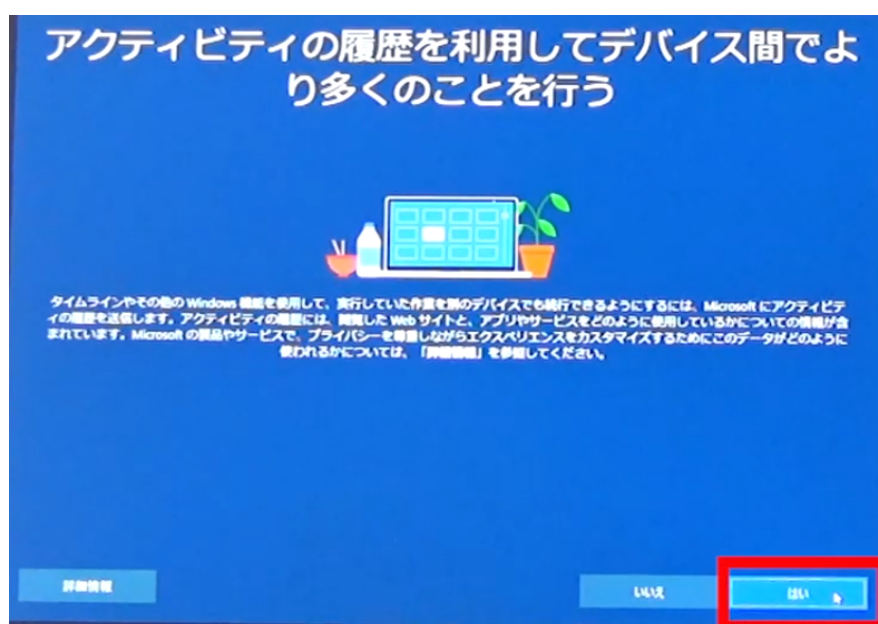 アクティビティの履歴を利用してデバイス間でよ
り多くのことを行う
タイムラインやその他の Windows 機能を使用して、実行していた作業を別のデバイスでも続行できるようにするには、Microsoft にアクティビテ
ィの履歴を送信します。アクティビティの履歴には、閲覧した Web サイトと、アプリやサービスをどのように使用しているかについての情報が含
まれています。Microsoft の製品やサービスで、プライバシーを尊重しながらエクスペリエンスをカスタマイズするためにこのデータがどのように
使われるかについては、「詳細情報」を参照してください。
詳細情報
いいえ
はい